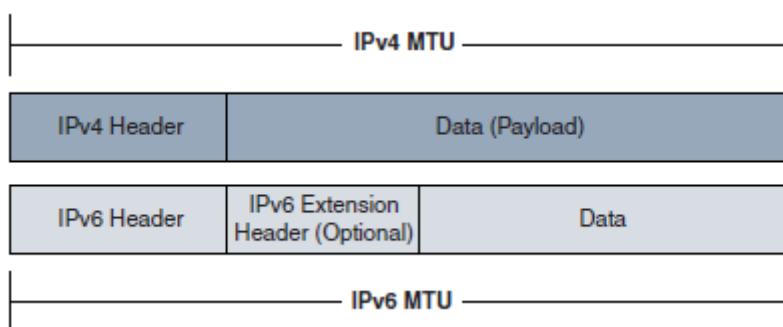 IPv4 MTU
IPv4 Header
Data (Payload)
IPv6 Header
IPv6 Extension
Header (Optional)
Data
IPv6 MTU